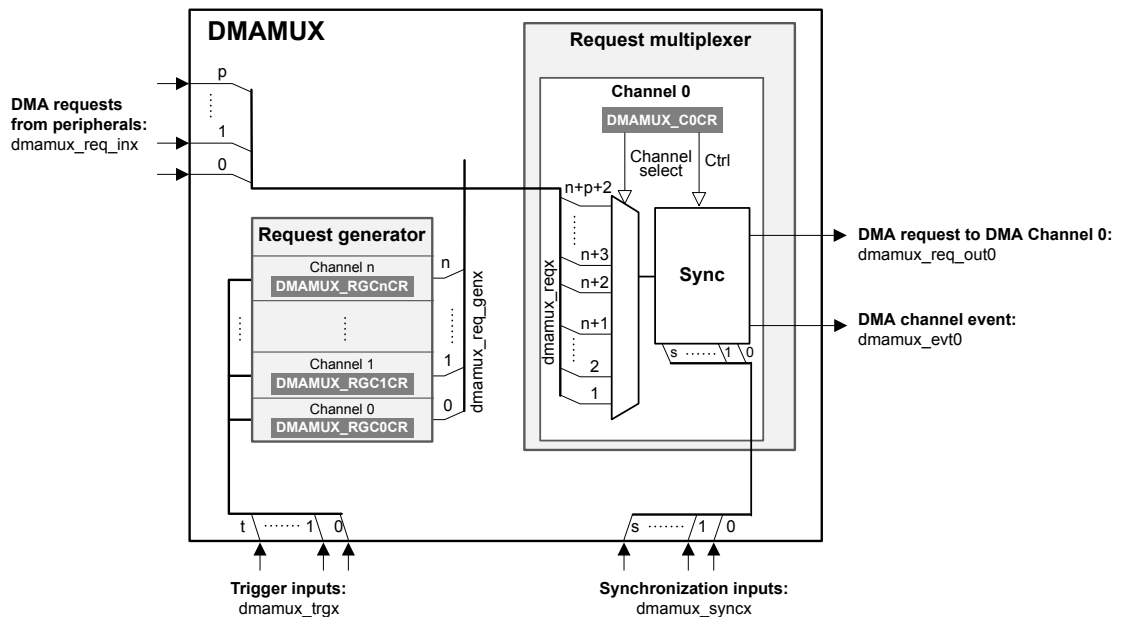 DMAMUX
Request multiplexer
p
DMA requests
from peripherals:
dmamux_req_inx
1
0
Channel 0
DMAMUX_C0CR
Channel
select
Ctrl
n+p+2
n+3
n+2
n+1
2
1
dmamux_reqx
Sync
s
1
0
DMA request to DMA Channel 0:
dmamux_req_out0
DMA channel event:
dmamux_evt0
Request generator
Channel n
DMAMUX_RGCnCR
n
Channel 1
DMAMUX_RGC1CR
1
Channel 0
DMAMUX_RGC0CR
0
dmamux_req_genx
t
1
0
Trigger inputs:
dmamux_trgx
s
1
0
Synchronization inputs:
dmamux_syncx